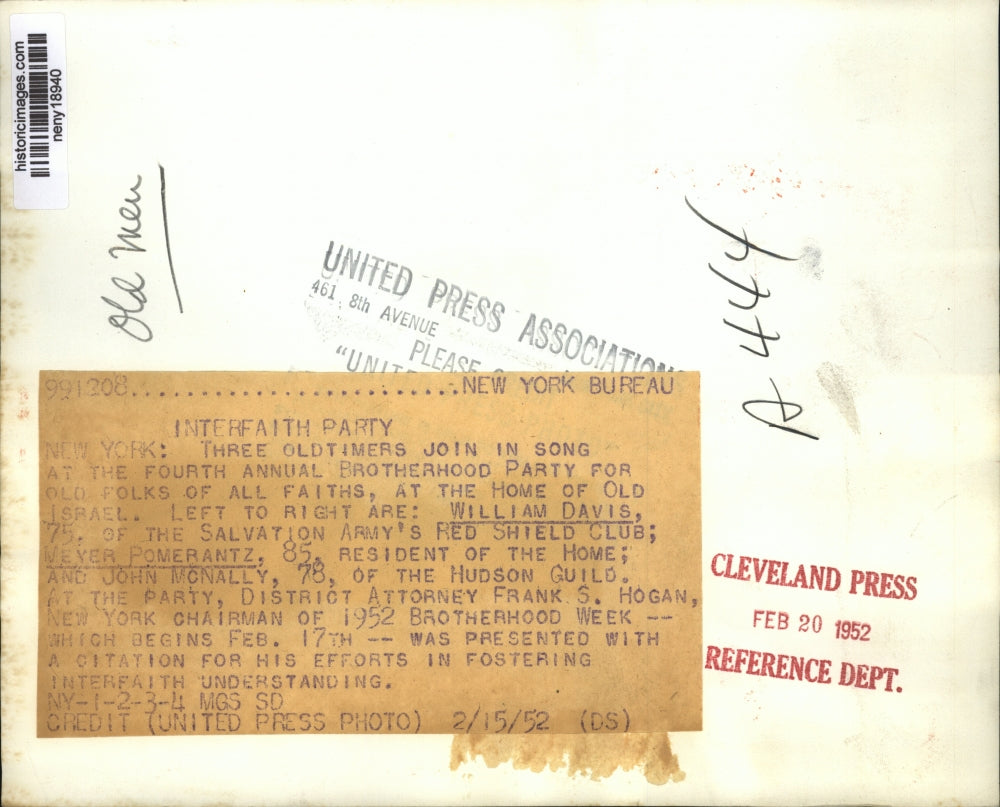 historicimages.com
neny18940
Old Men
A-444
UNITED PRESS ASSOCIATION
461 8th AVENUE
PLEASE
"UNITE
991208..........................NEW YORK BUREAU
INTERFAITH PARTY
NEW YORK: THREE OLDTIMERS JOIN IN SONG
AT THE FOURTH ANNUAL BROTHERHOOD PARTY FOR
OLD FOLKS OF ALL FAITHS, AT THE HOME OF OLD
ISRAEL. LEFT TO RIGHT ARE: WILLIAM DAVIS,
75, OF THE SALVATION ARMY'S RED SHIELD CLUB;
MEYER POMERANTZ, 85, RESIDENT OF THE HOME;
AND JOHN MCNALLY, 78, OF THE HUDSON GUILD.
AT THE PARTY, DISTRICT ATTORNEY FRANK S. HOGAN,
NEW YORK CHAIRMAN OF 1952 BROTHERHOOD WEEK --
WHICH BEGINS FEB. 17TH -- WAS PRESENTED WITH
A CITATION FOR HIS EFFORTS IN FOSTERING
INTERFAITH UNDERSTANDING.
NY-1-2-3-4 MGS SD
CREDIT (UNITED PRESS PHOTO) 2/15/52 (DS)
CLEVELAND PRESS
FEB 20 1952
REFERENCE DEPT.